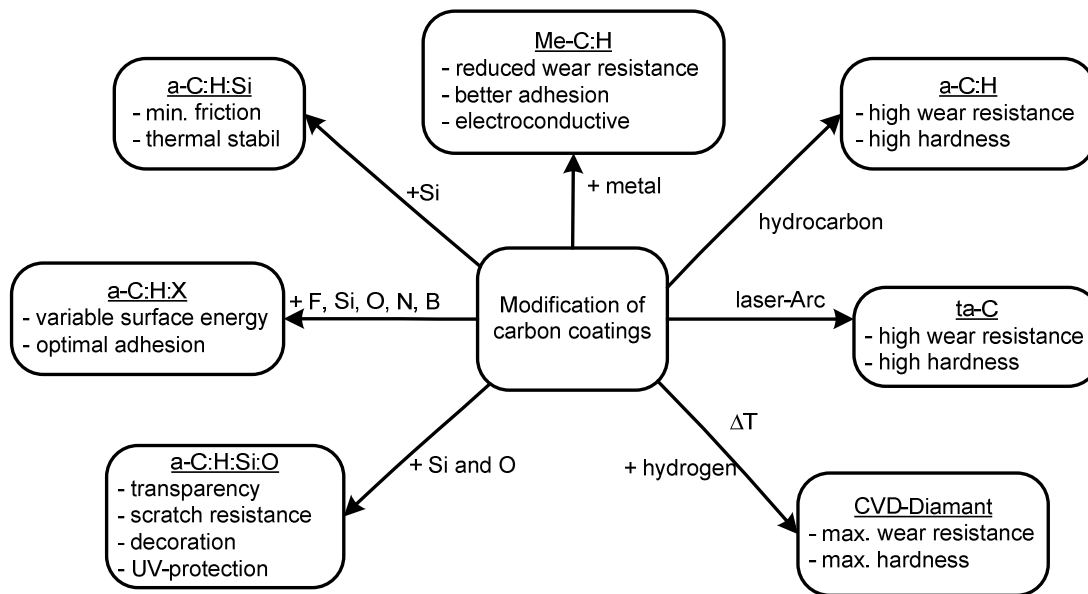 Me-C:H
- reduced wear resistance
- better adhesion
- electroconductive
a-C:H:Si
- min. friction
- thermal stabil
a-C:H
- high wear resistance
- high hardness
+Si
+ metal
hydrocarbon
a-C:H:X
- variable surface energy
- optimal adhesion
+ F, Si, O, N, B
Modification of
carbon coatings
laser-Arc
ta-C
- high wear resistance
- high hardness
a-C:H:Si:O
- transparency
- scratch resistance
- decoration
- UV-protection
+ Si and O
ΔT
+ hydrogen
CVD-Diamant
- max. wear resistance
- max. hardness